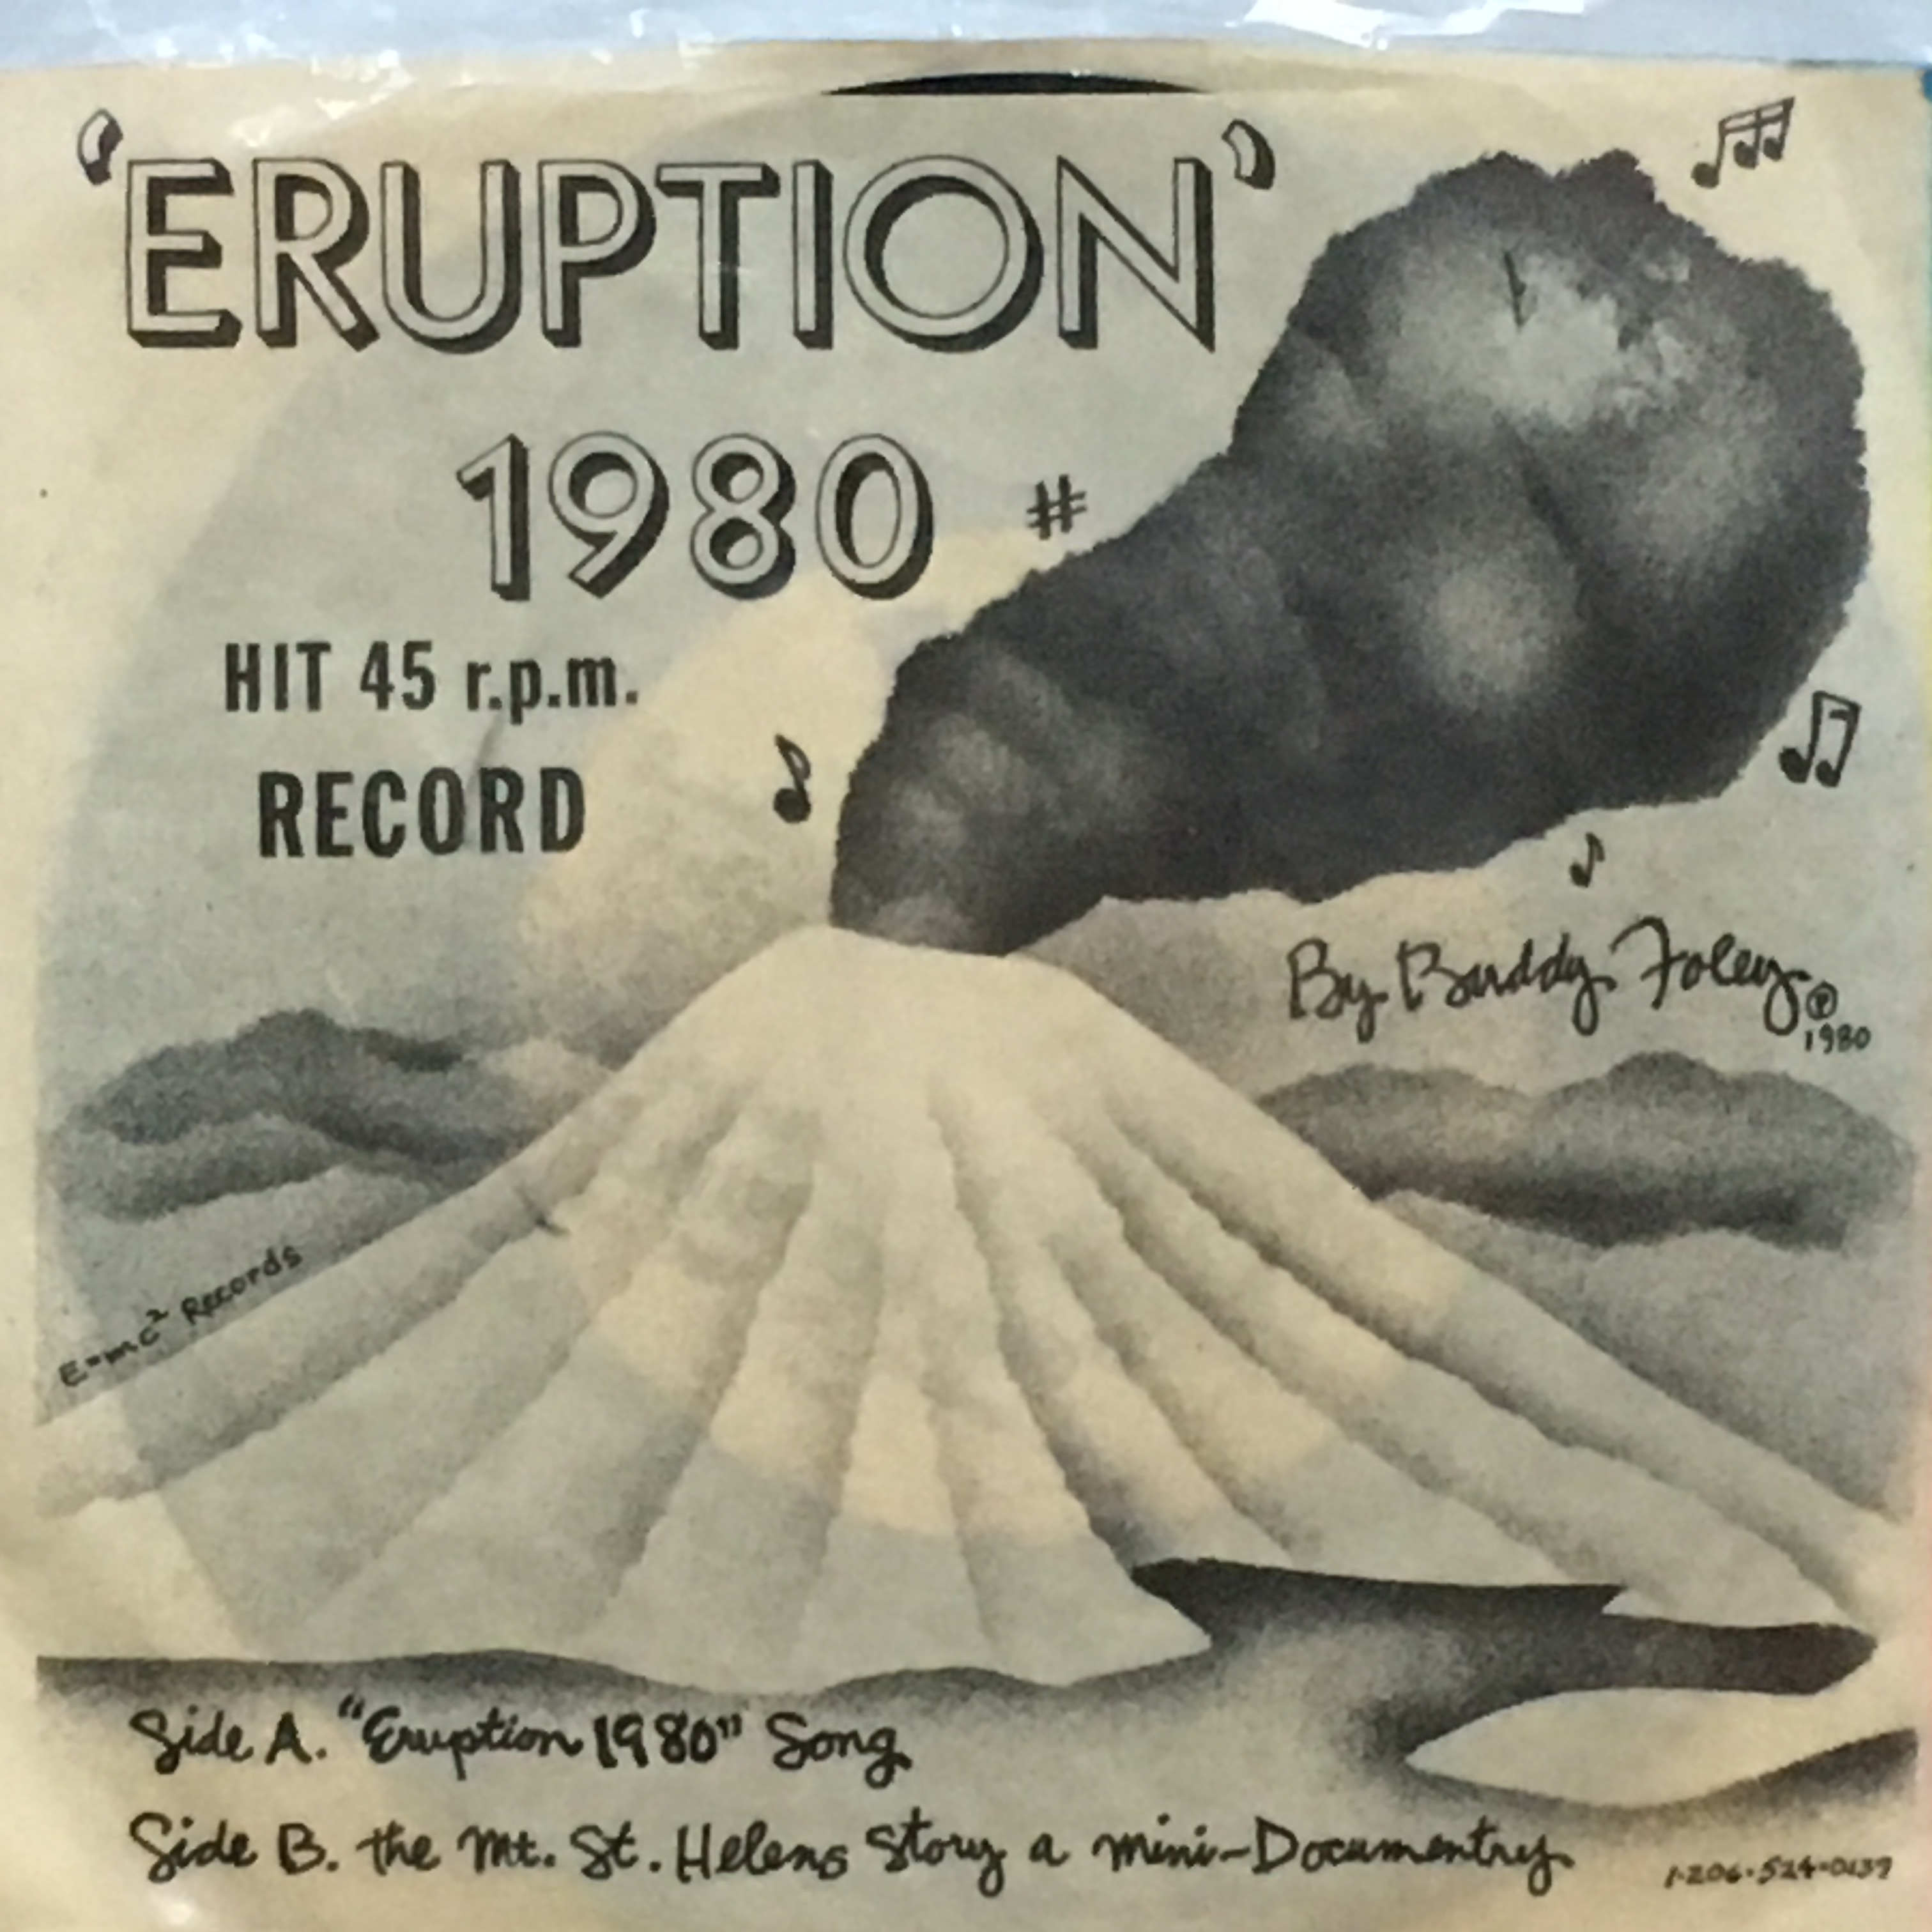 'ERUPTION'
1980
HIT 45 r.p.m.
RECORD
By Buddy Foley ℗
1980
E=mc² Records
Side A. "Eruption 1980" Song
Side B. the Mt. St. Helens Story a mini-Documentry
1-206-524-0137